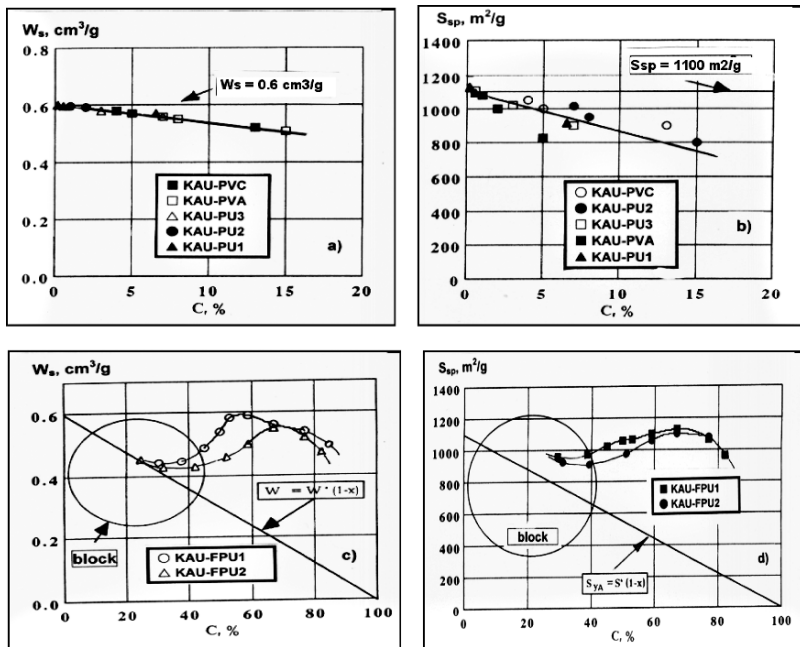 Ws, cm³/g
0.8
0.6
0.4
0.2
0.0
Ws = 0.6 cm3/g
KAU-PVC
KAU-PVA
KAU-PU3
KAU-PU2
KAU-PU1
a)
0 5 10 15 20
C, %
Ssp, m²/g
1400
1200
1100
1000
800
600
400
200
0
Ssp = 1100 m2/g
KAU-PVC
KAU-PU2
KAU-PU3
KAU-PVA
KAU-PU1
b)
0 5 10 15 20
C, %
Ws, cm³/g
0.6
0.4
0.2
0.0
W = W*(1-x)
block
KAU-FPU1
KAU-FPU2
c)
0 20 40 60 80 100
C, %
Ssp, m²/g
1400
1200
1000
800
600
400
200
0
KAU-FPU1
KAU-FPU2
block
S_YA = S*(1-x)
d)
0 20 40 60 80 100
C, %